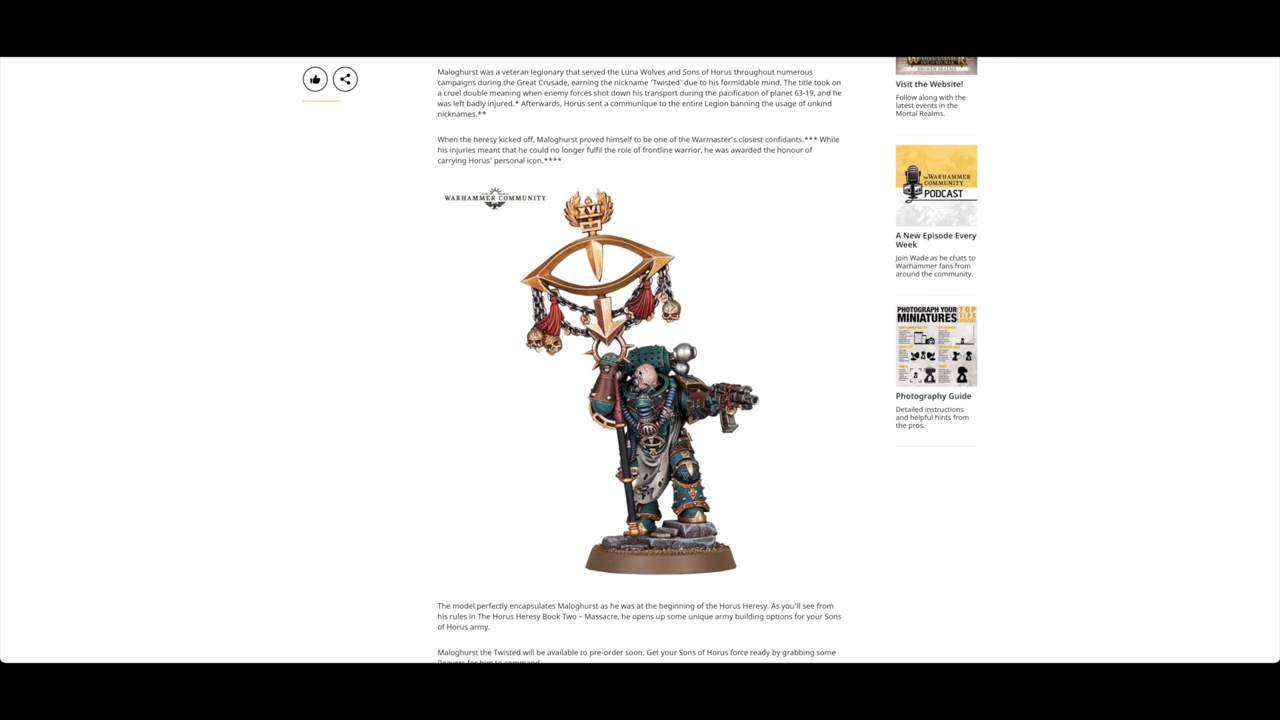 Maloghurst was a veteran legionary that served the Luna Wolves and Sons of Horus throughout numerous
campaigns during the Great Crusade, earning the nickname 'Twisted' due to his formidable mind. The title took on
a cruel double meaning when enemy forces shot down his transport during the pacification of planet 63-19, and he
was left badly injured.* Afterwards, Horus sent a communique to the entire Legion banning the usage of unkind
nicknames.**
When the heresy kicked off, Maloghurst proved himself to be one of the Warmaster's closest confidants.*** While
his injuries meant that he could no longer fulfil the role of frontline warrior, he was awarded the honour of
carrying Horus' personal icon.****
WARHAMMER COMMUNITY
XVI
The model perfectly encapsulates Maloghurst as he was at the beginning of the Horus Heresy. As you'll see from
his rules in The Horus Heresy Book Two – Massacre, he opens up some unique army building options for your Sons
of Horus army.
Maloghurst the Twisted will be available to pre-order soon. Get your Sons of Horus force ready by grabbing some
Reavers for him to command.
Visit the Website!
Follow along with the
latest events in the
Mortal Realms.
THE WARHAMMER
COMMUNITY
PODCAST
A New Episode Every
Week
Join Wade as he chats to
Warhammer fans from
around the community.
PHOTOGRAPH YOUR
MINIATURES
TOP
TIPS
Photography Guide
Detailed instructions
and helpful hints from
the pros.